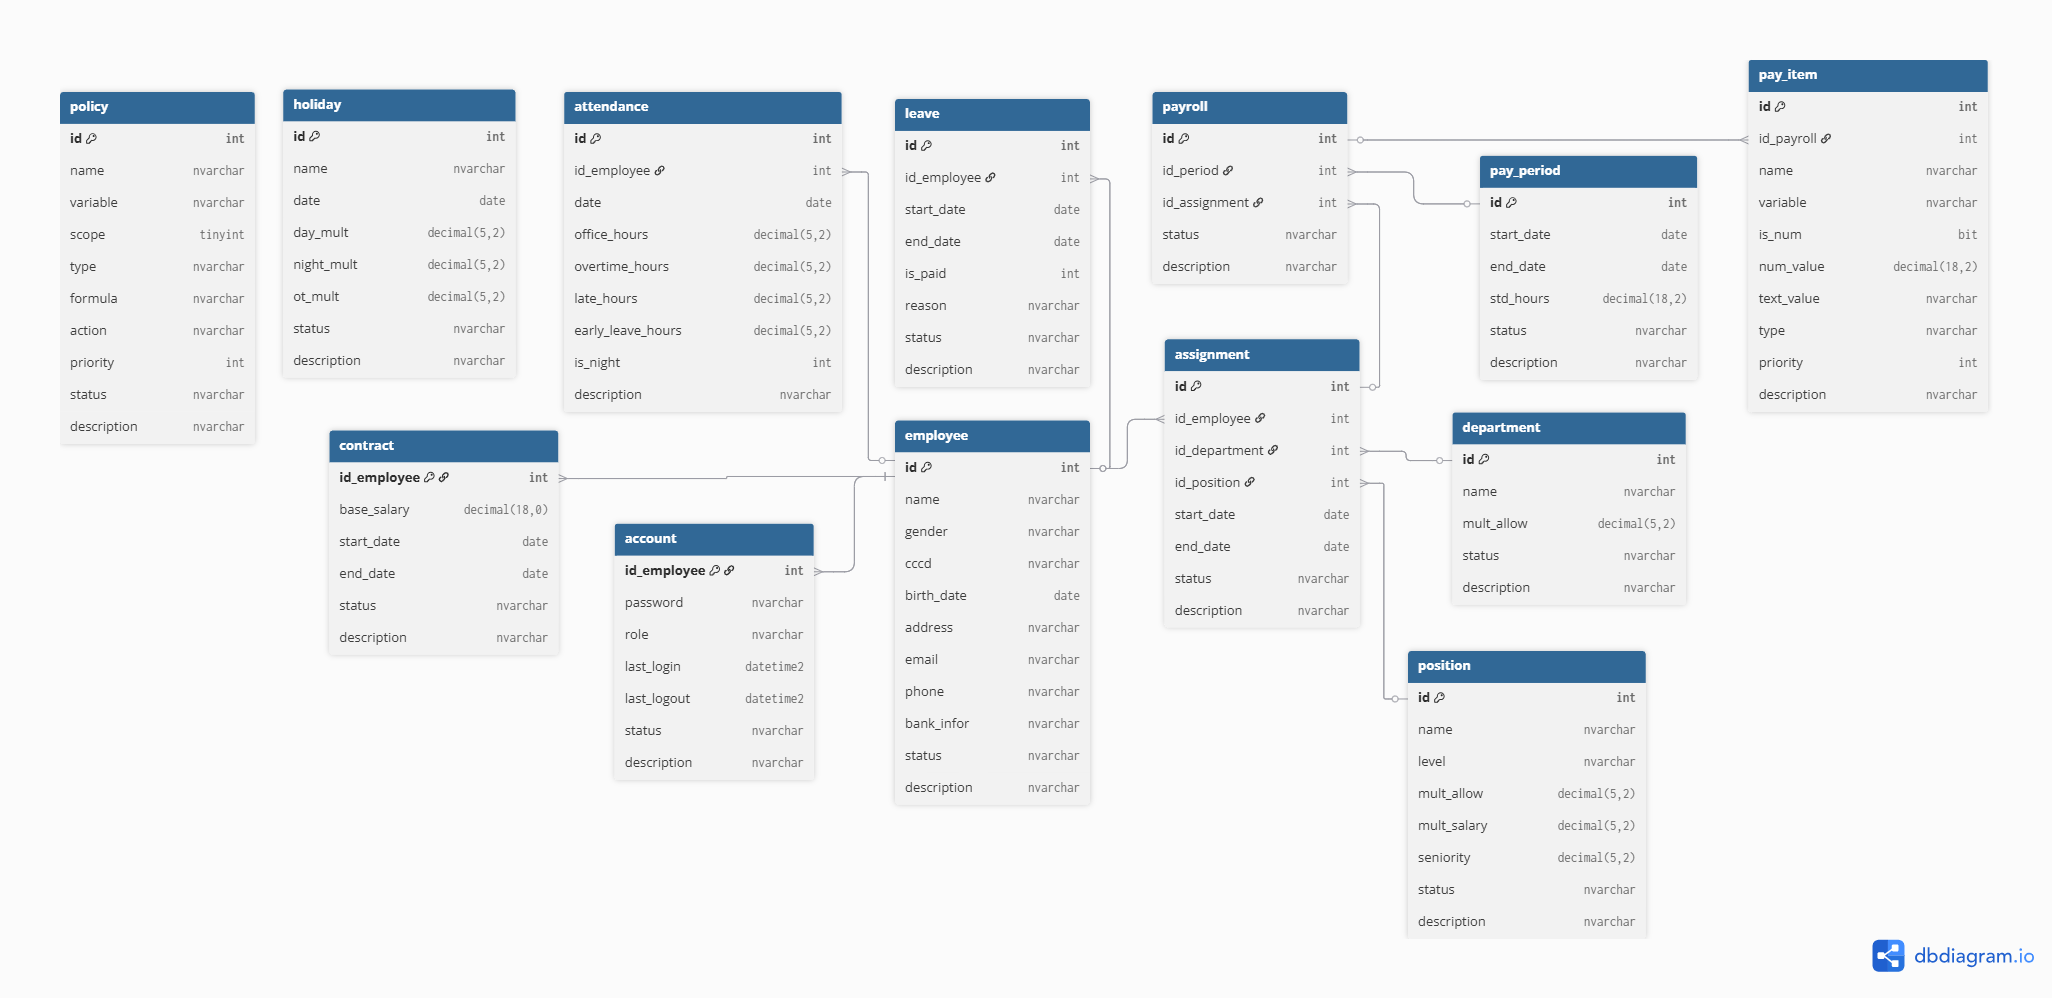 policy
id int
name nvarchar
variable nvarchar
scope tinyint
type nvarchar
formula nvarchar
action nvarchar
priority int
status nvarchar
description nvarchar
holiday
id int
name nvarchar
date date
day_mult decimal(5,2)
night_mult decimal(5,2)
ot_mult decimal(5,2)
status nvarchar
description nvarchar
attendance
id int
id_employee int
date date
office_hours decimal(5,2)
overtime_hours decimal(5,2)
late_hours decimal(5,2)
early_leave_hours decimal(5,2)
is_night int
description nvarchar
leave
id int
id_employee int
start_date date
end_date date
is_paid int
reason nvarchar
status nvarchar
description nvarchar
payroll
id int
id_period int
id_assignment int
status nvarchar
description nvarchar
pay_period
id int
start_date date
end_date date
std_hours decimal(18,2)
status nvarchar
description nvarchar
pay_item
id int
id_payroll int
name nvarchar
variable nvarchar
is_num bit
num_value decimal(18,2)
text_value nvarchar
type nvarchar
priority int
description nvarchar
contract
id_employee int
base_salary decimal(18,0)
start_date date
end_date date
status nvarchar
description nvarchar
account
id_employee int
password nvarchar
role nvarchar
last_login datetime2
last_logout datetime2
status nvarchar
description nvarchar
employee
id int
name nvarchar
gender nvarchar
cccd nvarchar
birth_date date
address nvarchar
email nvarchar
phone nvarchar
bank_infor nvarchar
status nvarchar
description nvarchar
assignment
id int
id_employee int
id_department int
id_position int
start_date date
end_date date
status nvarchar
description nvarchar
department
id int
name nvarchar
mult_allow decimal(5,2)
status nvarchar
description nvarchar
position
id int
name nvarchar
level nvarchar
mult_allow decimal(5,2)
mult_salary decimal(5,2)
seniority decimal(5,2)
status nvarchar
description nvarchar
dbdiagram.io